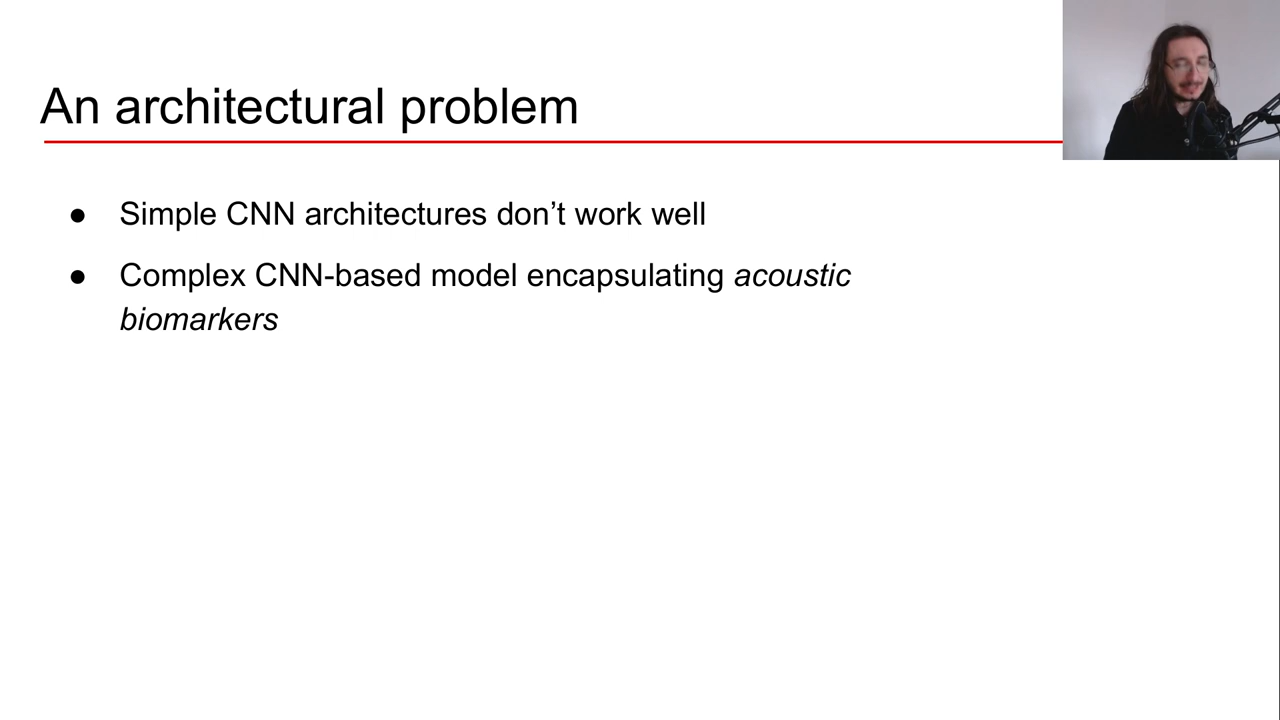 An architectural problem
● Simple CNN architectures don’t work well
● Complex CNN-based model encapsulating acoustic
biomarkers